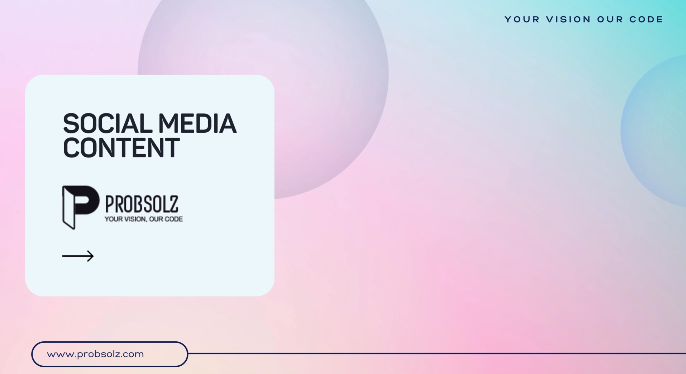 YOUR VISION OUR CODE
SOCIAL MEDIA
CONTENT
PROBSOLZ
YOUR VISION, OUR CODE
www.probsolz.com